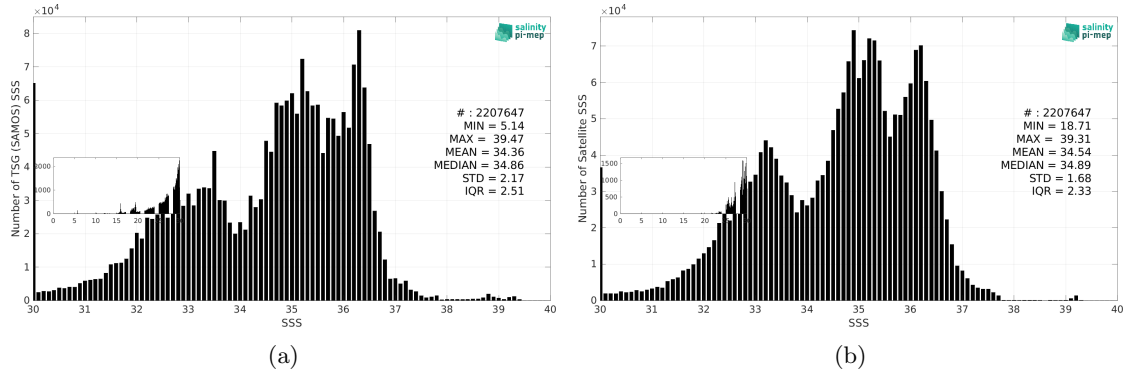 ×10⁴
9
8
7
6
5
4
3
2
1
0
Number of TSG (SAMOS) SSS
salinity
pi-mep
# : 2207647
MIN = 5.14
MAX = 39.47
MEAN = 34.36
MEDIAN = 34.86
STD = 2.17
IQR = 2.51
1000
0
0 5 10 15 20 25
30 31 32 33 34 35 36 37 38 39 40
SSS
(a)
×10⁴
7
6
5
4
3
2
1
0
Number of Satellite SSS
salinity
pi-mep
# : 2207647
MIN = 18.71
MAX = 39.31
MEAN = 34.54
MEDIAN = 34.89
STD = 1.68
IQR = 2.33
1500
1000
500
0
0 5 10 15 20 25
30 31 32 33 34 35 36 37 38 39 40
SSS
(b)